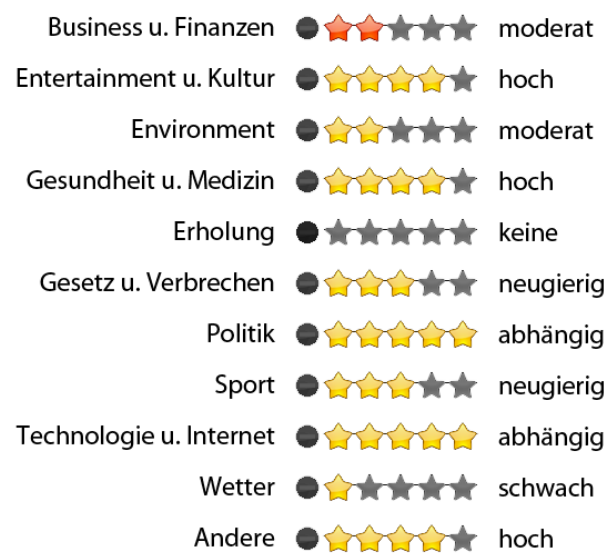 Business u. Finanzen moderat
Entertainment u. Kultur hoch
Environment moderat
Gesundheit u. Medizin hoch
Erholung keine
Gesetz u. Verbrechen neugierig
Politik abhängig
Sport neugierig
Technologie u. Internet abhängig
Wetter schwach
Andere hoch